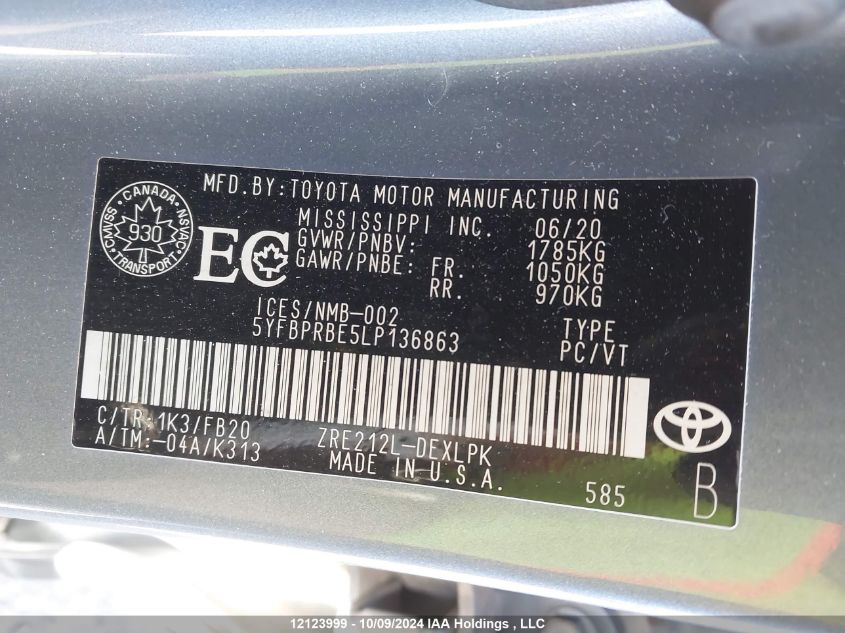 MFD.BY:TOYOTA MOTOR MANUFACTURING
MISSISSIPPI INC. 06/20
GVWR/PNBV: 1785KG
GAWR/PNBE: FR. 1050KG
RR. 970KG
CANADA
CMVSS NSVAC
930
TRANSPORT
EC
ICES/NMB-002
5YFBPRBE5LP136863 TYPE
PC/VT
C/TR:1K3/FB20 ZRE212L-DEXLPK
A/TM:-04A/K313 MADE IN U.S.A.
585
B
12123999 - 10/09/2024 IAA Holdings , LLC